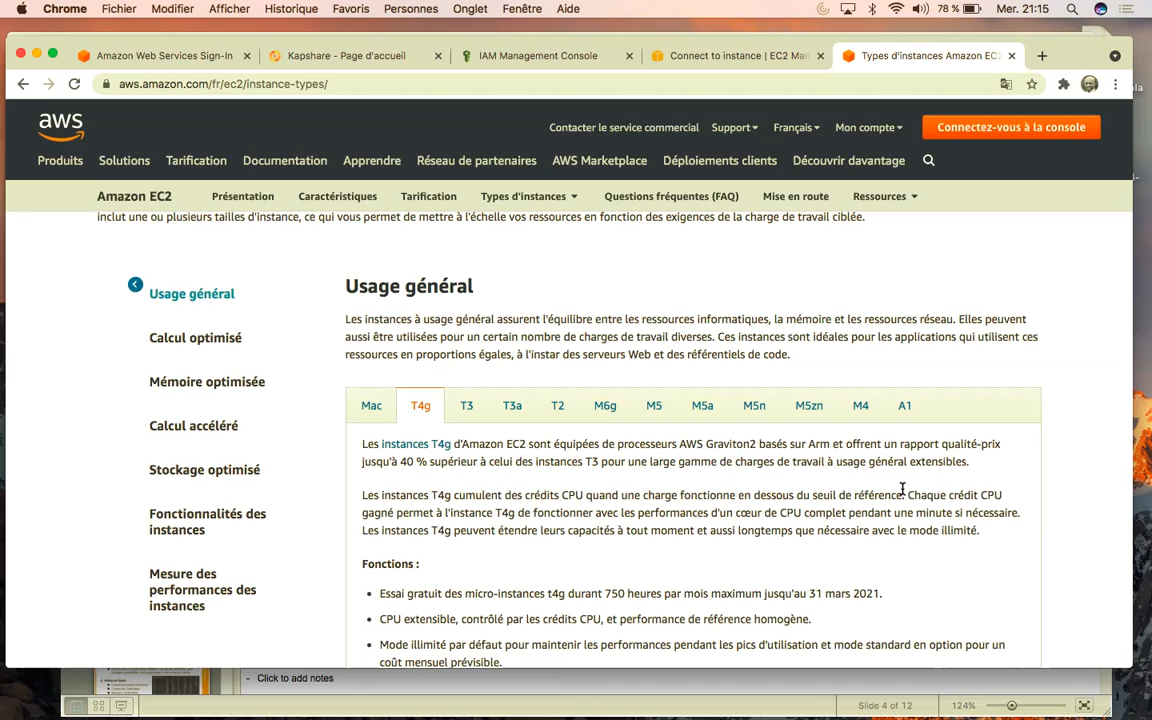 Chrome Fichier Modifier Afficher Historique Favoris Personnes Onglet Fenêtre Aide 78 % Mer. 21:15
Amazon Web Services Sign-In Kapshare - Page d'accueil IAM Management Console Connect to instance | EC2 Man Types d'instances Amazon EC2
aws.amazon.com/fr/ec2/instance-types/
aws
Contacter le service commercial Support Français Mon compte Connectez-vous à la console
Produits Solutions Tarification Documentation Apprendre Réseau de partenaires AWS Marketplace Déploiements clients Découvrir davantage
Amazon EC2 Présentation Caractéristiques Tarification Types d'instances Questions fréquentes (FAQ) Mise en route Ressources
inclut une ou plusieurs tailles d'instance, ce qui vous permet de mettre à l'échelle vos ressources en fonction des exigences de la charge de travail ciblée.
Usage général
Calcul optimisé
Mémoire optimisée
Calcul accéléré
Stockage optimisé
Fonctionnalités des
instances
Mesure des
performances des
instances
Usage général
Les instances à usage général assurent l'équilibre entre les ressources informatiques, la mémoire et les ressources réseau. Elles peuvent
aussi être utilisées pour un certain nombre de charges de travail diverses. Ces instances sont idéales pour les applications qui utilisent ces
ressources en proportions égales, à l'instar des serveurs Web et des référentiels de code.
Mac T4g T3 T3a T2 M6g M5 M5a M5n M5zn M4 A1
Les instances T4g d'Amazon EC2 sont équipées de processeurs AWS Graviton2 basés sur Arm et offrent un rapport qualité-prix
jusqu'à 40 % supérieur à celui des instances T3 pour une large gamme de charges de travail à usage général extensibles.
Les instances T4g cumulent des crédits CPU quand une charge fonctionne en dessous du seuil de référence. Chaque crédit CPU
gagné permet à l'instance T4g de fonctionner avec les performances d'un cœur de CPU complet pendant une minute si nécessaire.
Les instances T4g peuvent étendre leurs capacités à tout moment et aussi longtemps que nécessaire avec le mode illimité.
Fonctions :
• Essai gratuit des micro-instances t4g durant 750 heures par mois maximum jusqu'au 31 mars 2021.
• CPU extensible, contrôlé par les crédits CPU, et performance de référence homogène.
• Mode illimité par défaut pour maintenir les performances pendant les pics d'utilisation et mode standard en option pour un
coût mensuel prévisible.
- Click to add notes
Slide 4 of 12 124%